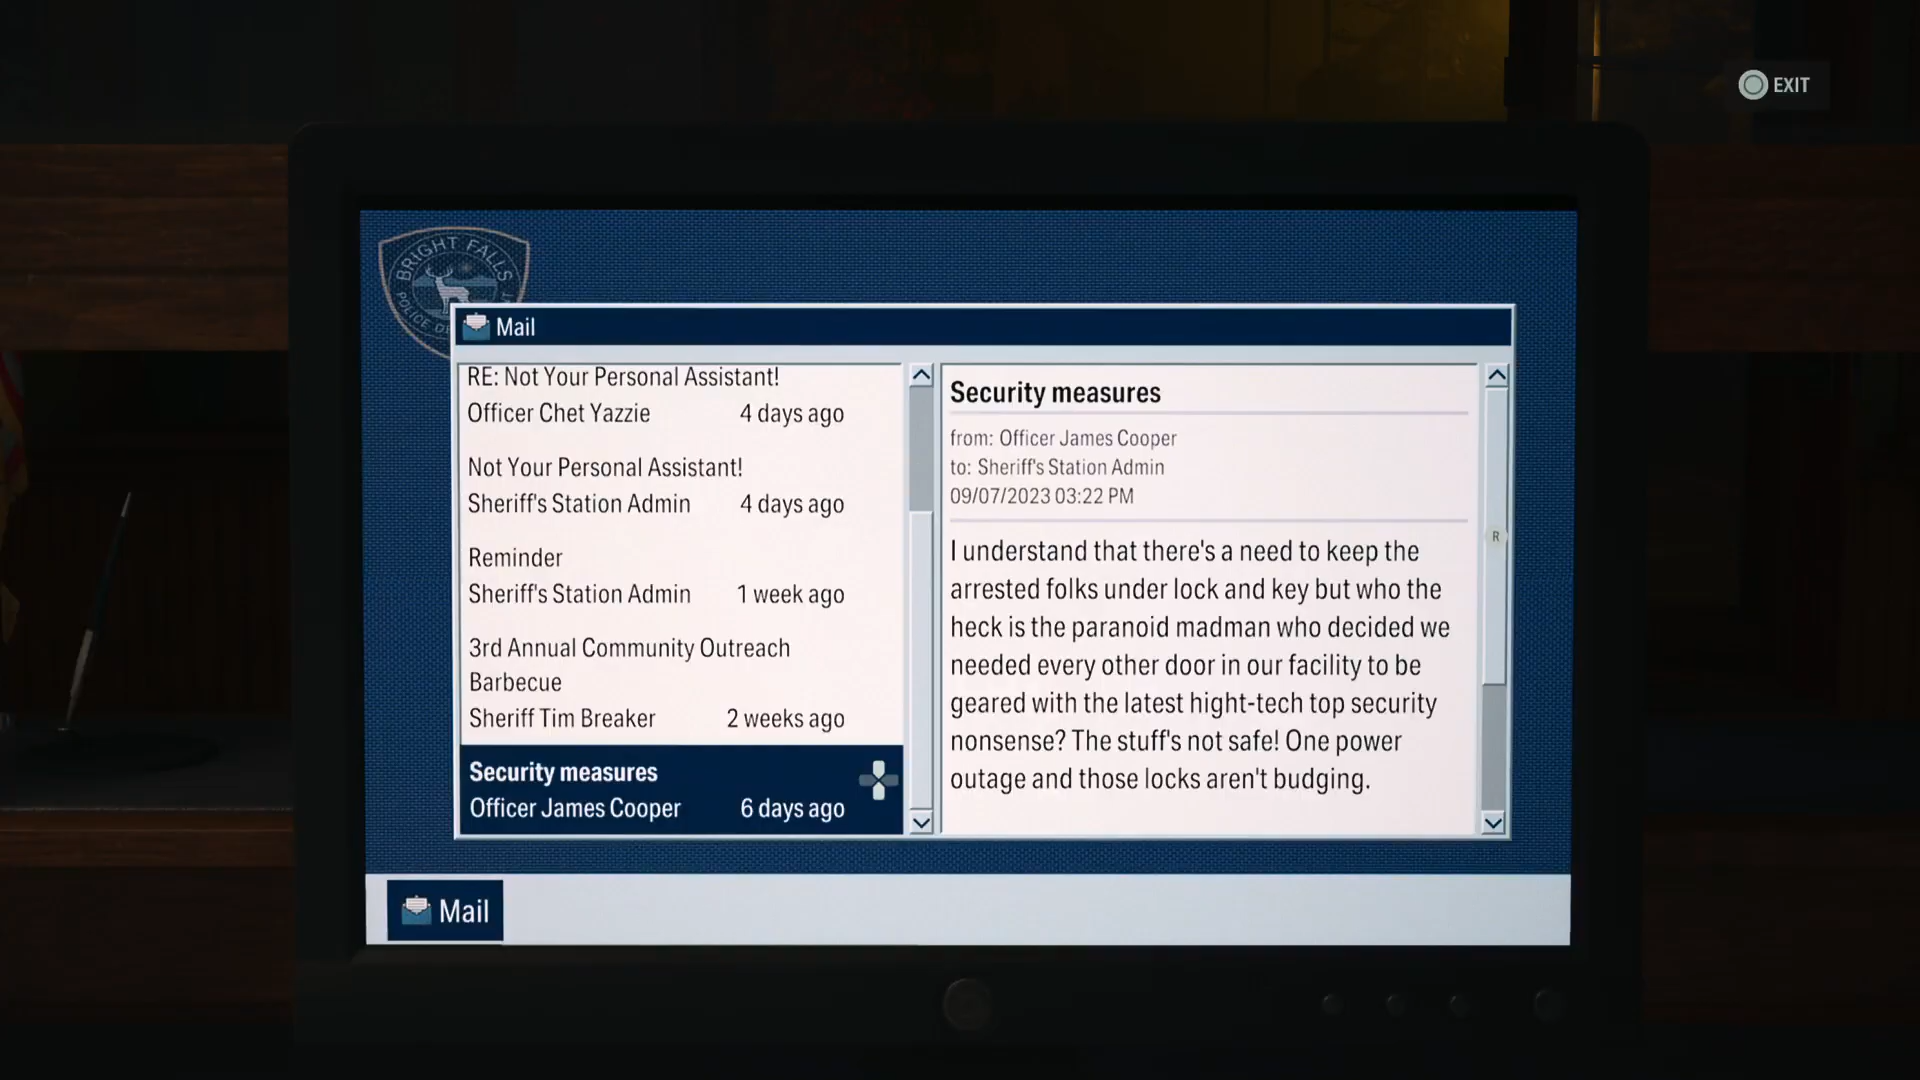 EXIT
BRIGHT FALLS
POLICE
Mail
RE: Not Your Personal Assistant!
Officer Chet Yazzie 4 days ago
Not Your Personal Assistant!
Sheriff's Station Admin 4 days ago
Reminder
Sheriff's Station Admin 1 week ago
3rd Annual Community Outreach
Barbecue
Sheriff Tim Breaker 2 weeks ago
Security measures
Officer James Cooper 6 days ago
Security measures
from: Officer James Cooper
to: Sheriff's Station Admin
09/07/2023 03:22 PM
I understand that there's a need to keep the
arrested folks under lock and key but who the
heck is the paranoid madman who decided we
needed every other door in our facility to be
geared with the latest hight-tech top security
nonsense? The stuff's not safe! One power
outage and those locks aren't budging.
R
Mail